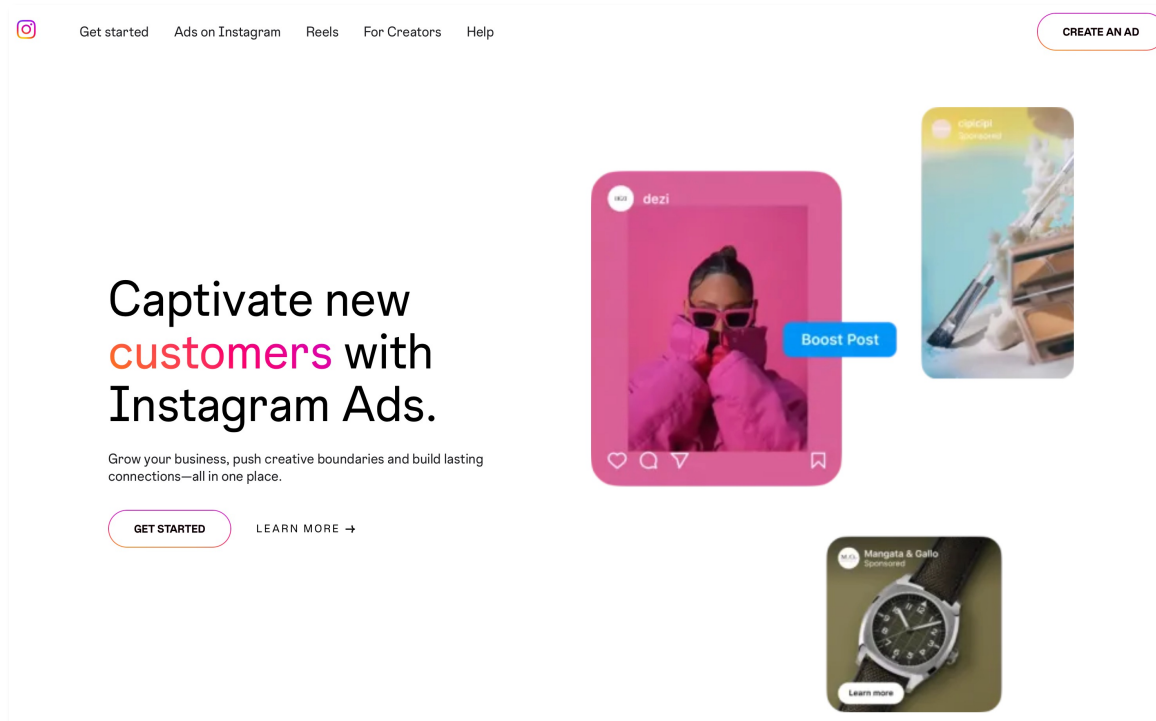 Get started
Ads on Instagram
Reels
For Creators
Help
CREATE AN AD
cipicipi
Sponsored
dezi
Captivate new
customers with
Instagram Ads.
Boost Post
Grow your business, push creative boundaries and build lasting
connections—all in one place.
GET STARTED
LEARN MORE →
Mangata & Gallo
Sponsored
Learn more